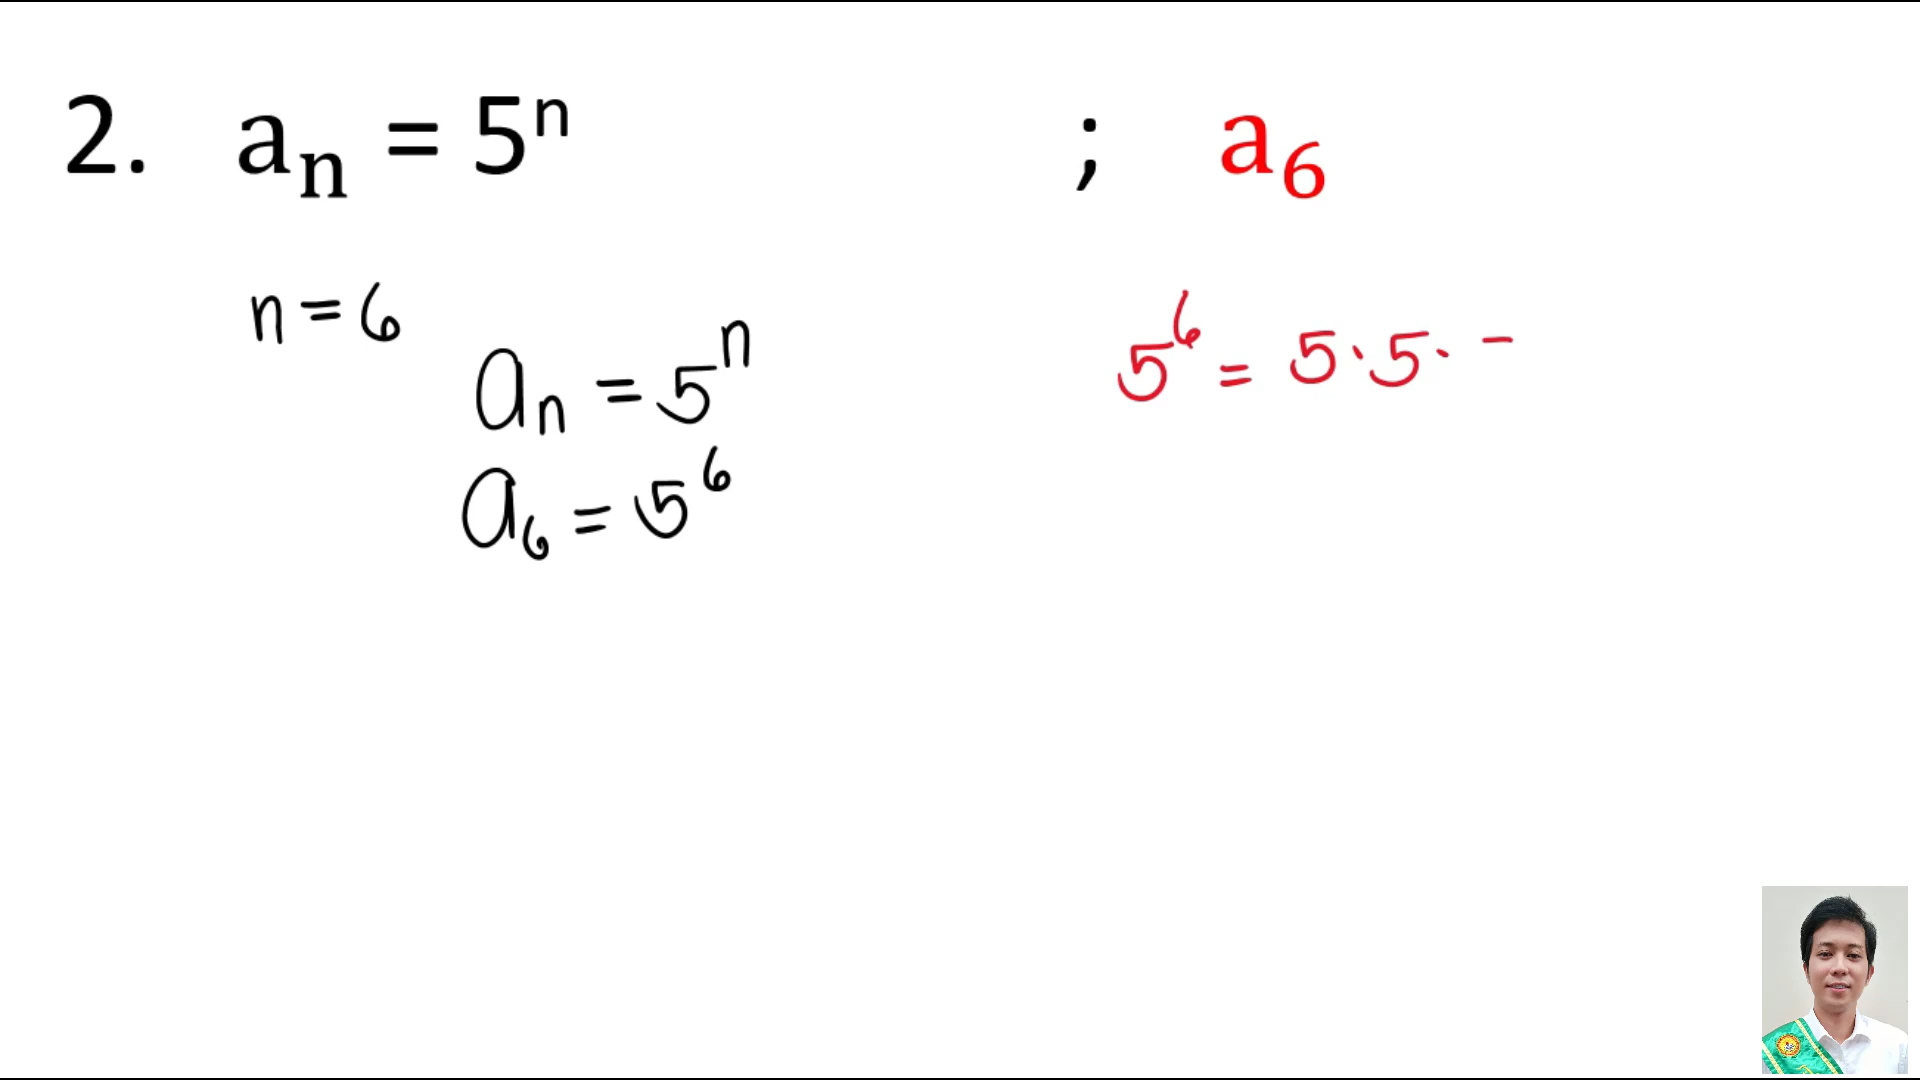 2. aₙ = 5ⁿ ; a₆
n = 6
aₙ = 5ⁿ
a₆ = 5⁶
5⁶ = 5 · 5 · -